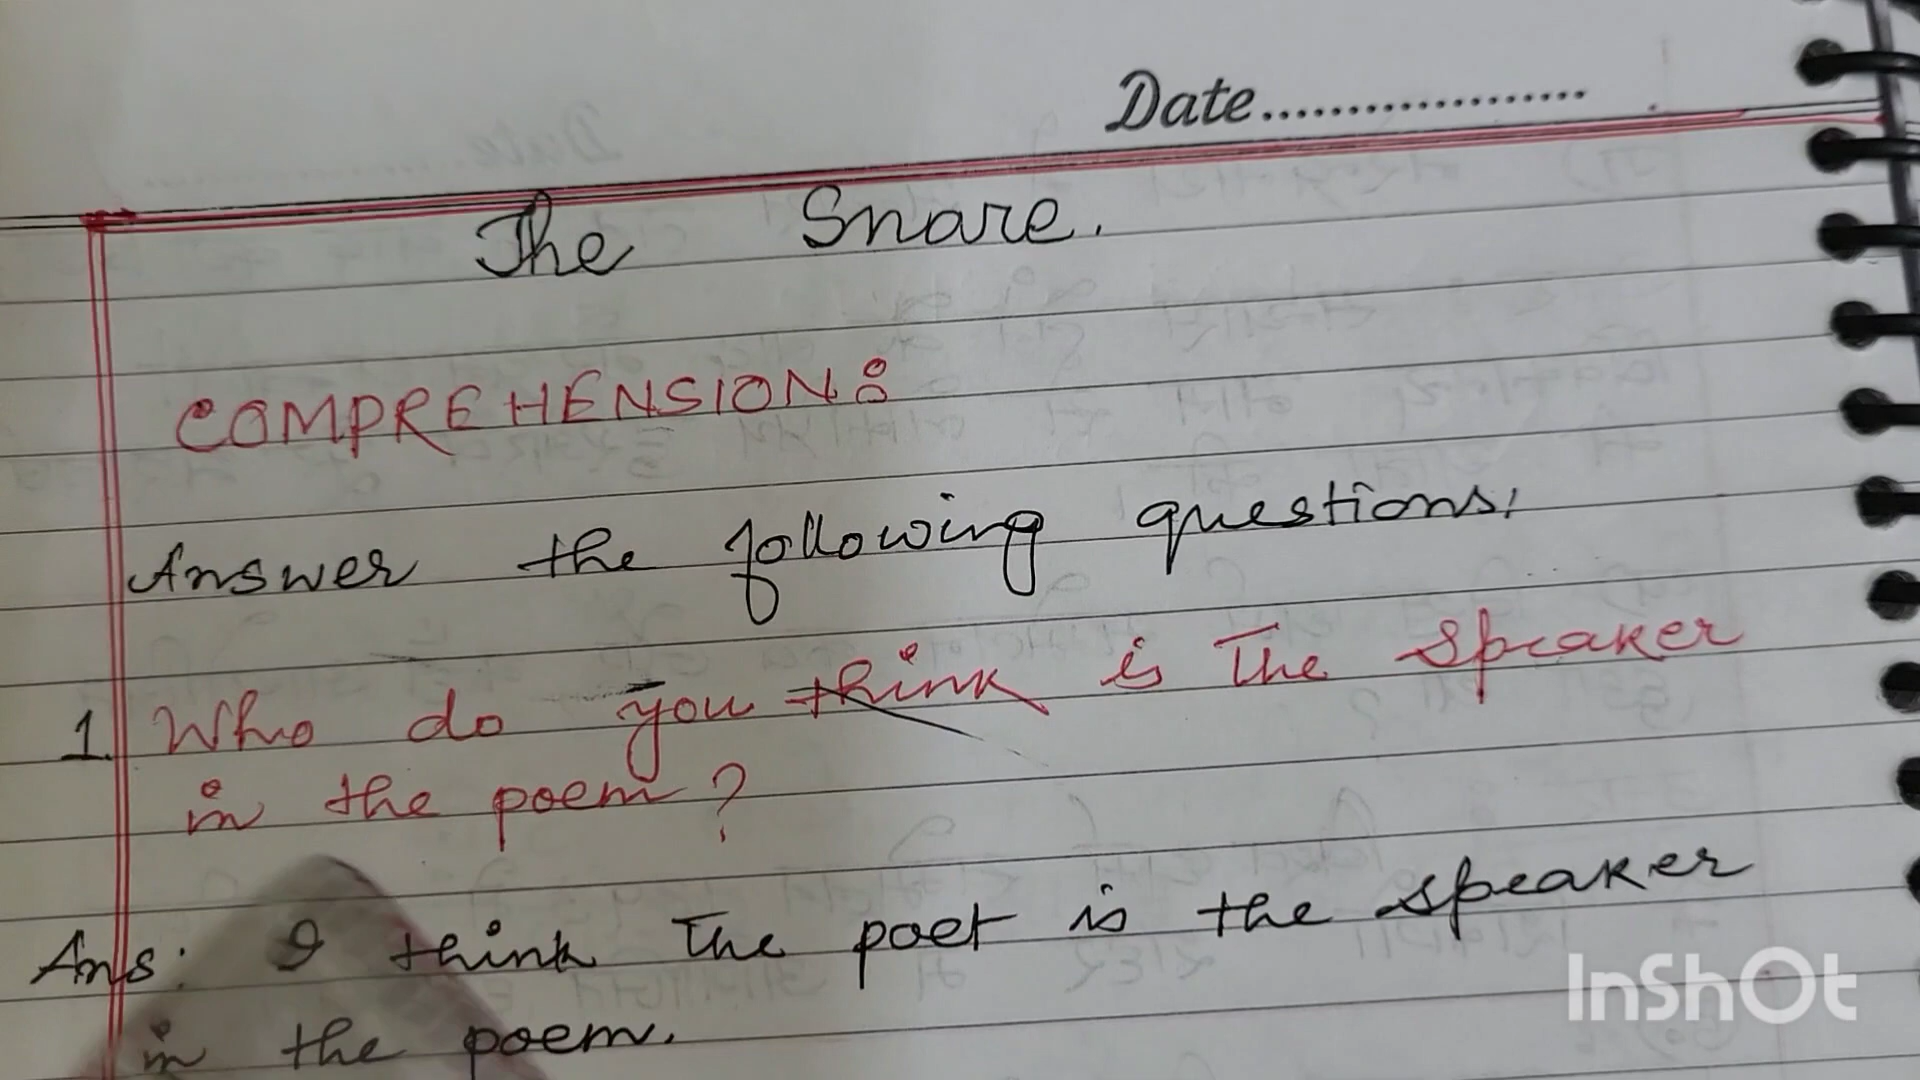 Date...................
The Snare.
COMPREHENSION:
Answer the following questions:
1. Who do you think is the speaker
in the poem?
Ans: I think the poet is the speaker
in the poem.
InShOt